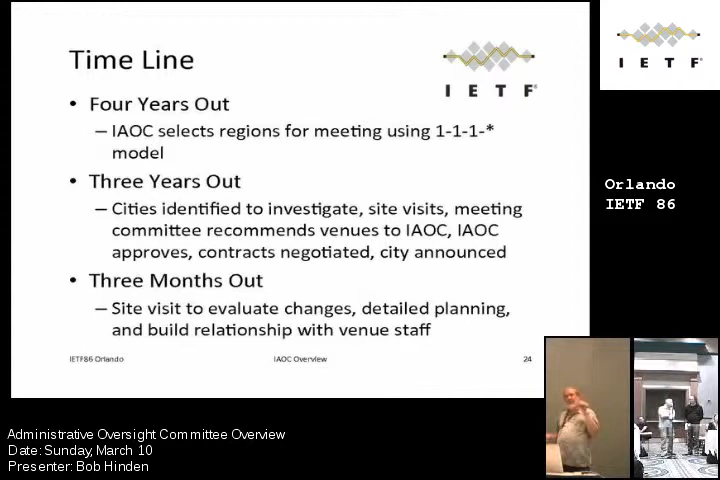 Time Line
I E T F®
• Four Years Out
– IAOC selects regions for meeting using 1-1-1-*
model
• Three Years Out
– Cities identified to investigate, site visits, meeting
committee recommends venues to IAOC, IAOC
approves, contracts negotiated, city announced
• Three Months Out
– Site visit to evaluate changes, detailed planning,
and build relationship with venue staff
IETF86 Orlando
IAOC Overview
24
I E T F®
Orlando
IETF 86
Administrative Oversight Committee Overview
Date: Sunday, March 10
Presenter: Bob Hinden